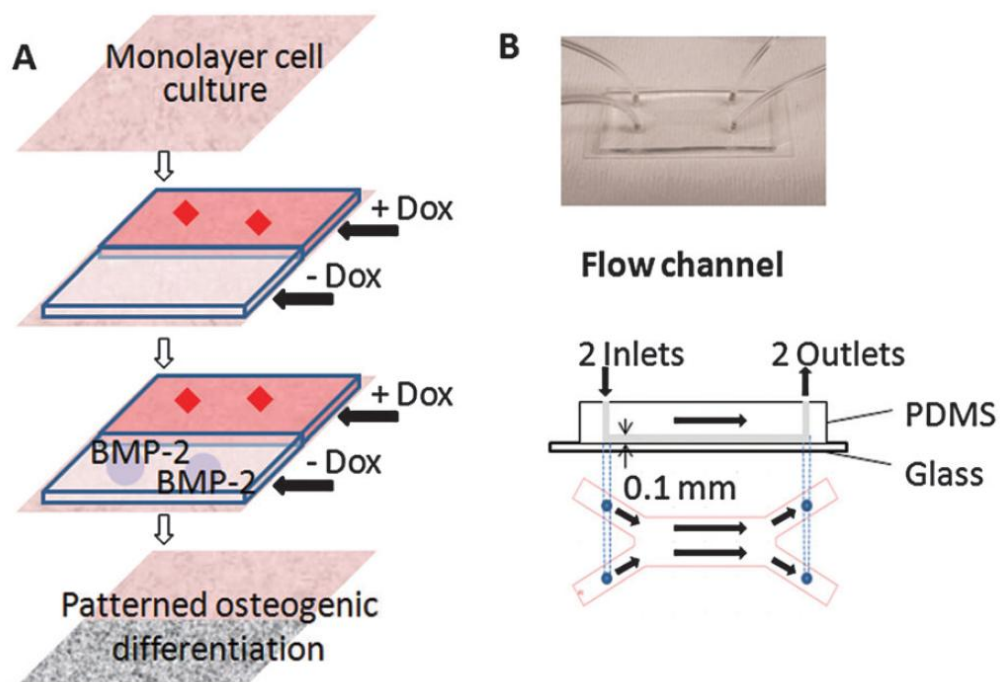 A
Monolayer cell
culture
+ Dox
- Dox
+ Dox
BMP-2
BMP-2
- Dox
Patterned osteogenic
differentiation
B
Flow channel
2 Inlets
2 Outlets
PDMS
Glass
0.1 mm